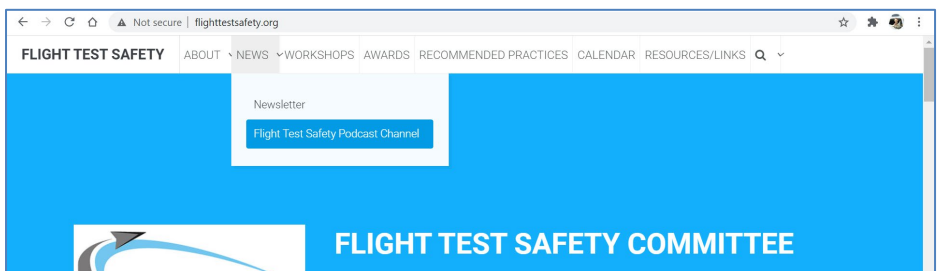 Not secure | flighttestsafety.org
FLIGHT TEST SAFETY ABOUT NEWS WORKSHOPS AWARDS RECOMMENDED PRACTICES CALENDAR RESOURCES/LINKS
Newsletter
Flight Test Safety Podcast Channel
FLIGHT TEST SAFETY COMMITTEE